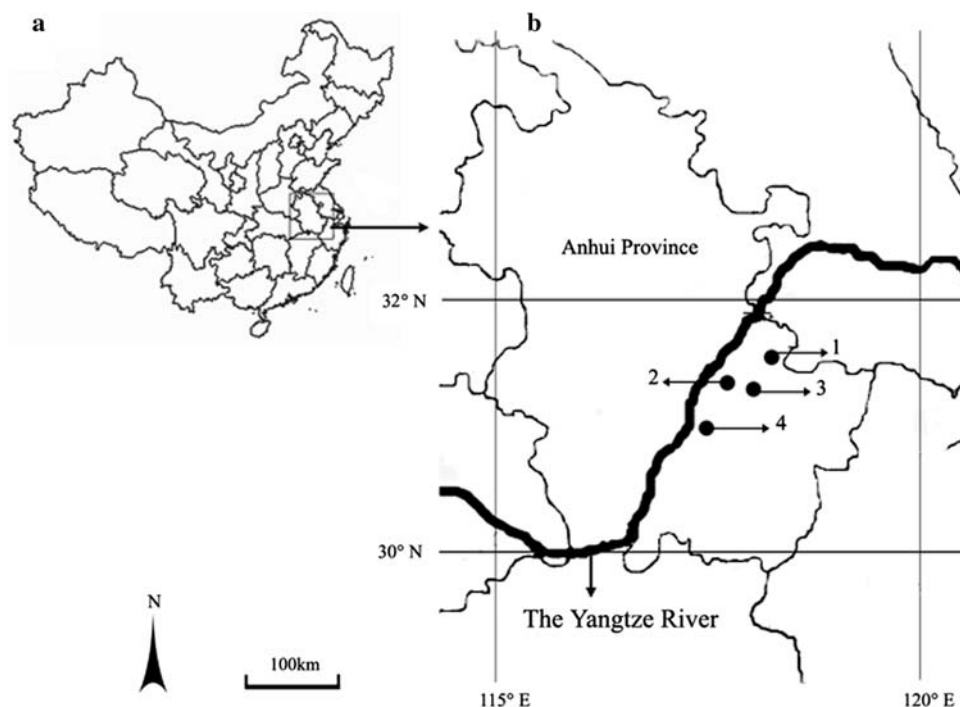 a
b
Anhui Province
32° N
1
2
3
4
30° N
The Yangtze River
N
100km
115° E
120° E